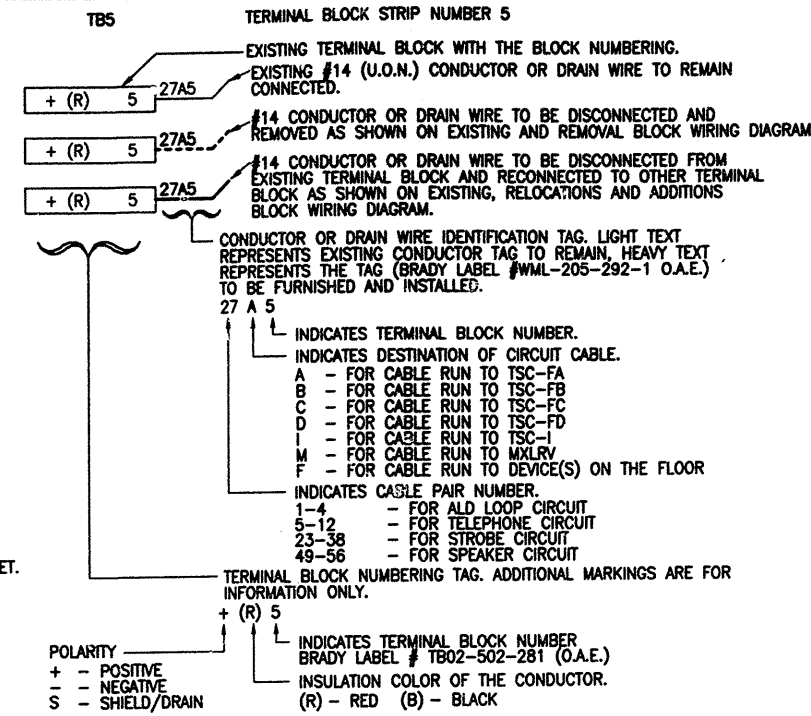 TB5
TERMINAL BLOCK STRIP NUMBER 5
EXISTING TERMINAL BLOCK WITH THE BLOCK NUMBERING.
+ (R) 5
27A5
EXISTING #14 (U.O.N.) CONDUCTOR OR DRAIN WIRE TO REMAIN
CONNECTED.
+ (R) 5
27A5
#14 CONDUCTOR OR DRAIN WIRE TO BE DISCONNECTED AND
REMOVED AS SHOWN ON EXISTING AND REMOVAL BLOCK WIRING DIAGRAM
+ (R) 5
27A5
#14 CONDUCTOR OR DRAIN WIRE TO BE DISCONNECTED FROM
EXISTING TERMINAL BLOCK AND RECONNECTED TO OTHER TERMINAL
BLOCK AS SHOWN ON EXISTING, RELOCATIONS AND ADDITIONS
BLOCK WIRING DIAGRAM.
CONDUCTOR OR DRAIN WIRE IDENTIFICATION TAG. LIGHT TEXT
REPRESENTS EXISTING CONDUCTOR TAG TO REMAIN, HEAVY TEXT
REPRESENTS THE TAG (BRADY LABEL #WML-205-292-1 O.A.E.)
TO BE FURNISHED AND INSTALLED.
27 A 5
INDICATES TERMINAL BLOCK NUMBER.
INDICATES DESTINATION OF CIRCUIT CABLE.
A - FOR CABLE RUN TO TSC-FA
B - FOR CABLE RUN TO TSC-FB
C - FOR CABLE RUN TO TSC-FC
D - FOR CABLE RUN TO TSC-FD
I - FOR CABLE RUN TO TSC-I
M - FOR CABLE RUN TO MXLRV
F - FOR CABLE RUN TO DEVICE(S) ON THE FLOOR
INDICATES CABLE PAIR NUMBER.
1-4 - FOR ALD LOOP CIRCUIT
5-12 - FOR TELEPHONE CIRCUIT
23-38 - FOR STROBE CIRCUIT
49-56 - FOR SPEAKER CIRCUIT
ET.
TERMINAL BLOCK NUMBERING TAG. ADDITIONAL MARKINGS ARE FOR
INFORMATION ONLY.
+ (R) 5
INDICATES TERMINAL BLOCK NUMBER
BRADY LABEL # TB02-502-281 (O.A.E.)
INSULATION COLOR OF THE CONDUCTOR.
(R) - RED (B) - BLACK
POLARITY
+ - POSITIVE
- - NEGATIVE
S - SHIELD/DRAIN